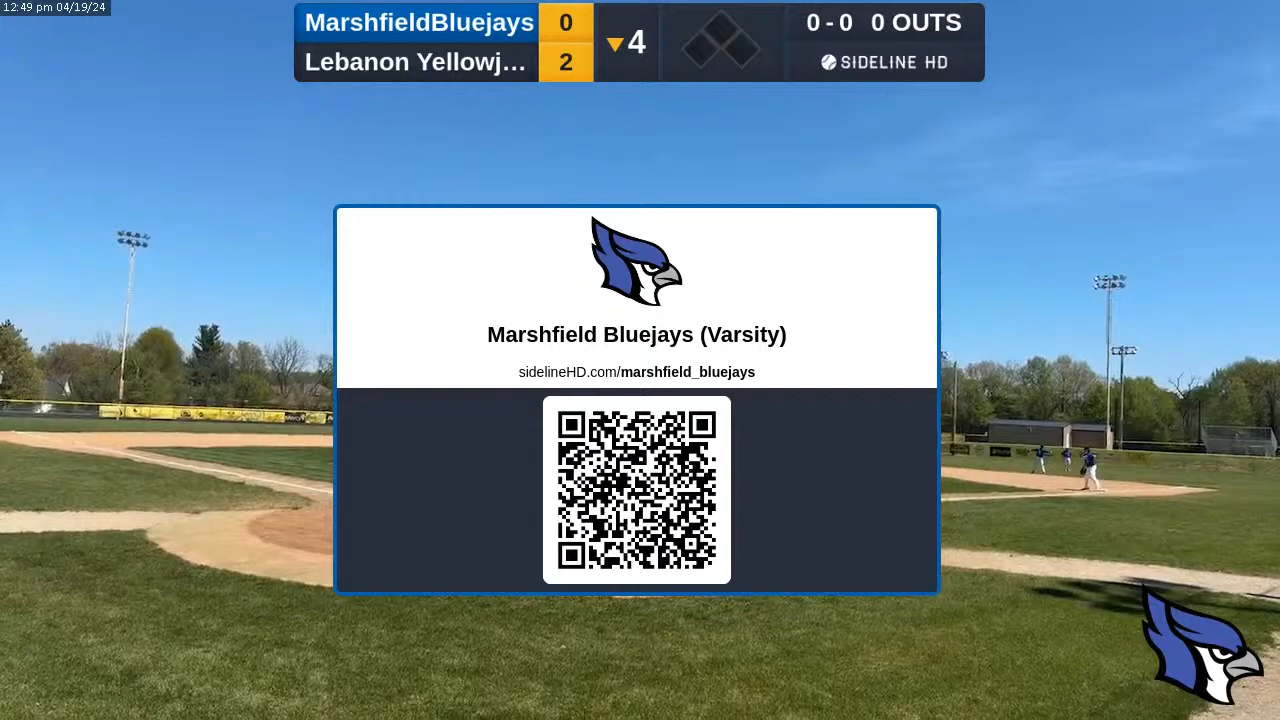 12:49 pm 04/19/24
MarshfieldBluejays 0
Lebanon Yellowj… 2
4
0 - 0 0 OUTS
SIDELINE HD
Marshfield Bluejays (Varsity)
sidelineHD.com/marshfield_bluejays